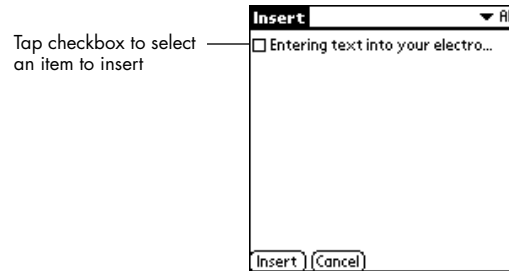 Insert
Tap checkbox to select
an item to insert
Entering text into your electro...
Insert
Cancel